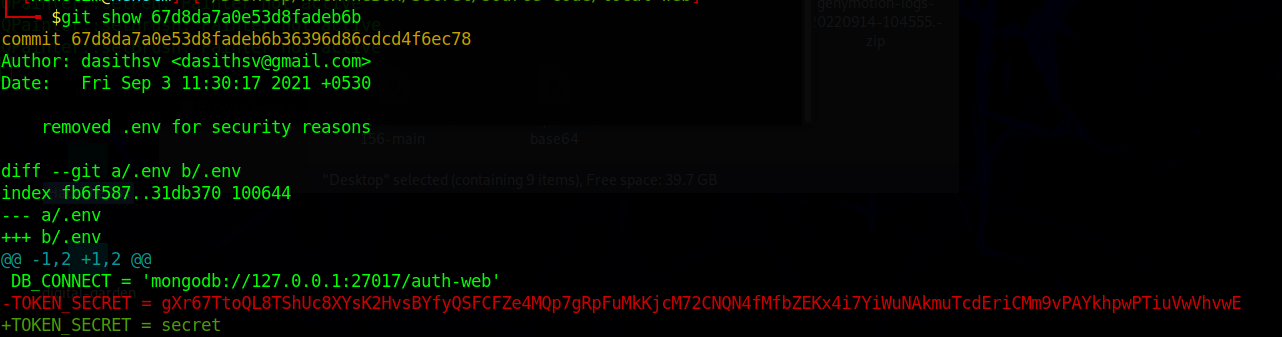 $git show 67d8da7a0e53d8fadeb6b
commit 67d8da7a0e53d8fadeb6b36396d86cdcd4f6ec78
Author: dasithsv <dasithsv@gmail.com>
Date:   Fri Sep 3 11:30:17 2021 +0530
    removed .env for security reasons
diff --git a/.env b/.env
index fb6f587..31db370 100644
--- a/.env
+++ b/.env
@@ -1,2 +1,2 @@
 DB_CONNECT = 'mongodb://127.0.0.1:27017/auth-web'
-TOKEN_SECRET = gXr67TtoQL8TShUc8XYsK2HvsBYfyQSFCFZe4MQp7gRpFuMkKjcM72CNQN4fMfbZEKx4i7YiWuNAkmuTcdEriCMm9vPAYkhpwPTiuVwVhvwE
+TOKEN_SECRET = secret
genymotion-logs-
zip
156-main
base64
"Desktop" selected (containing 9 items), Free space: 39.7 GB